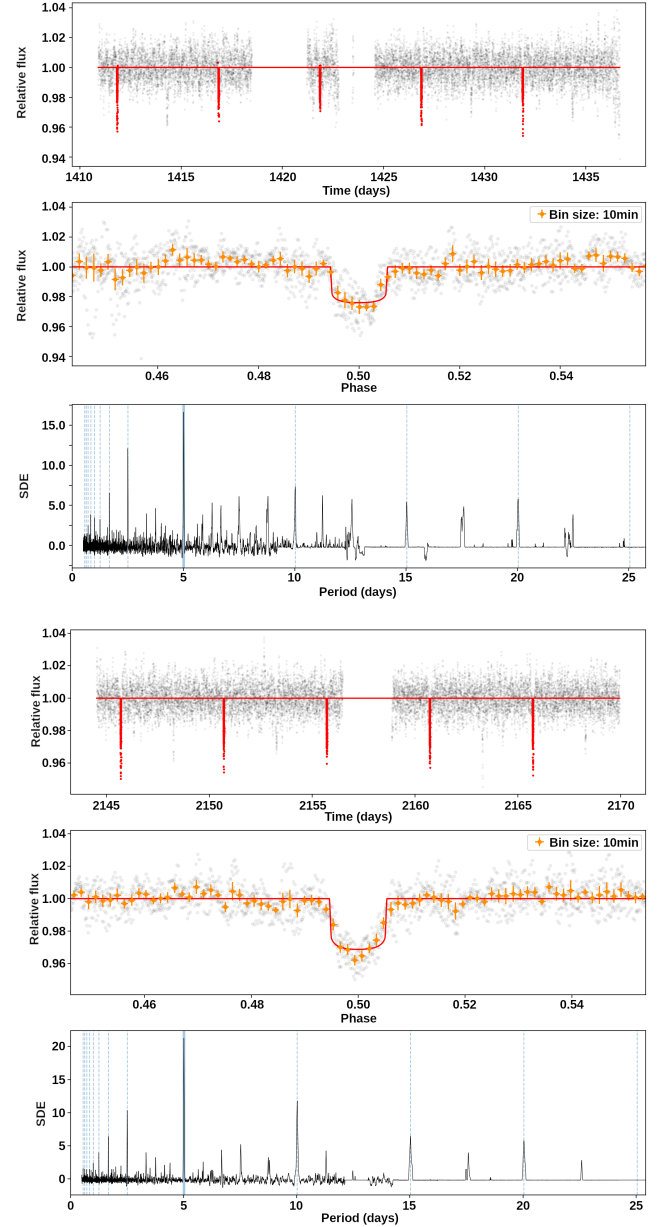 1.04
1.02
1.00
0.98
0.96
0.94
Relative flux
1410 1415 1420 1425 1430 1435
Time (days)
1.04
1.02
1.00
0.98
0.96
0.94
Relative flux
Bin size: 10min
0.46 0.48 0.50 0.52 0.54
Phase
15.0
10.0
5.0
0.0
SDE
0 5 10 15 20 25
Period (days)
1.04
1.02
1.00
0.98
0.96
Relative flux
2145 2150 2155 2160 2165 2170
Time (days)
1.04
1.02
1.00
0.98
0.96
Relative flux
Bin size: 10min
0.46 0.48 0.50 0.52 0.54
Phase
20
15
10
5
0
SDE
0 5 10 15 20 25
Period (days)